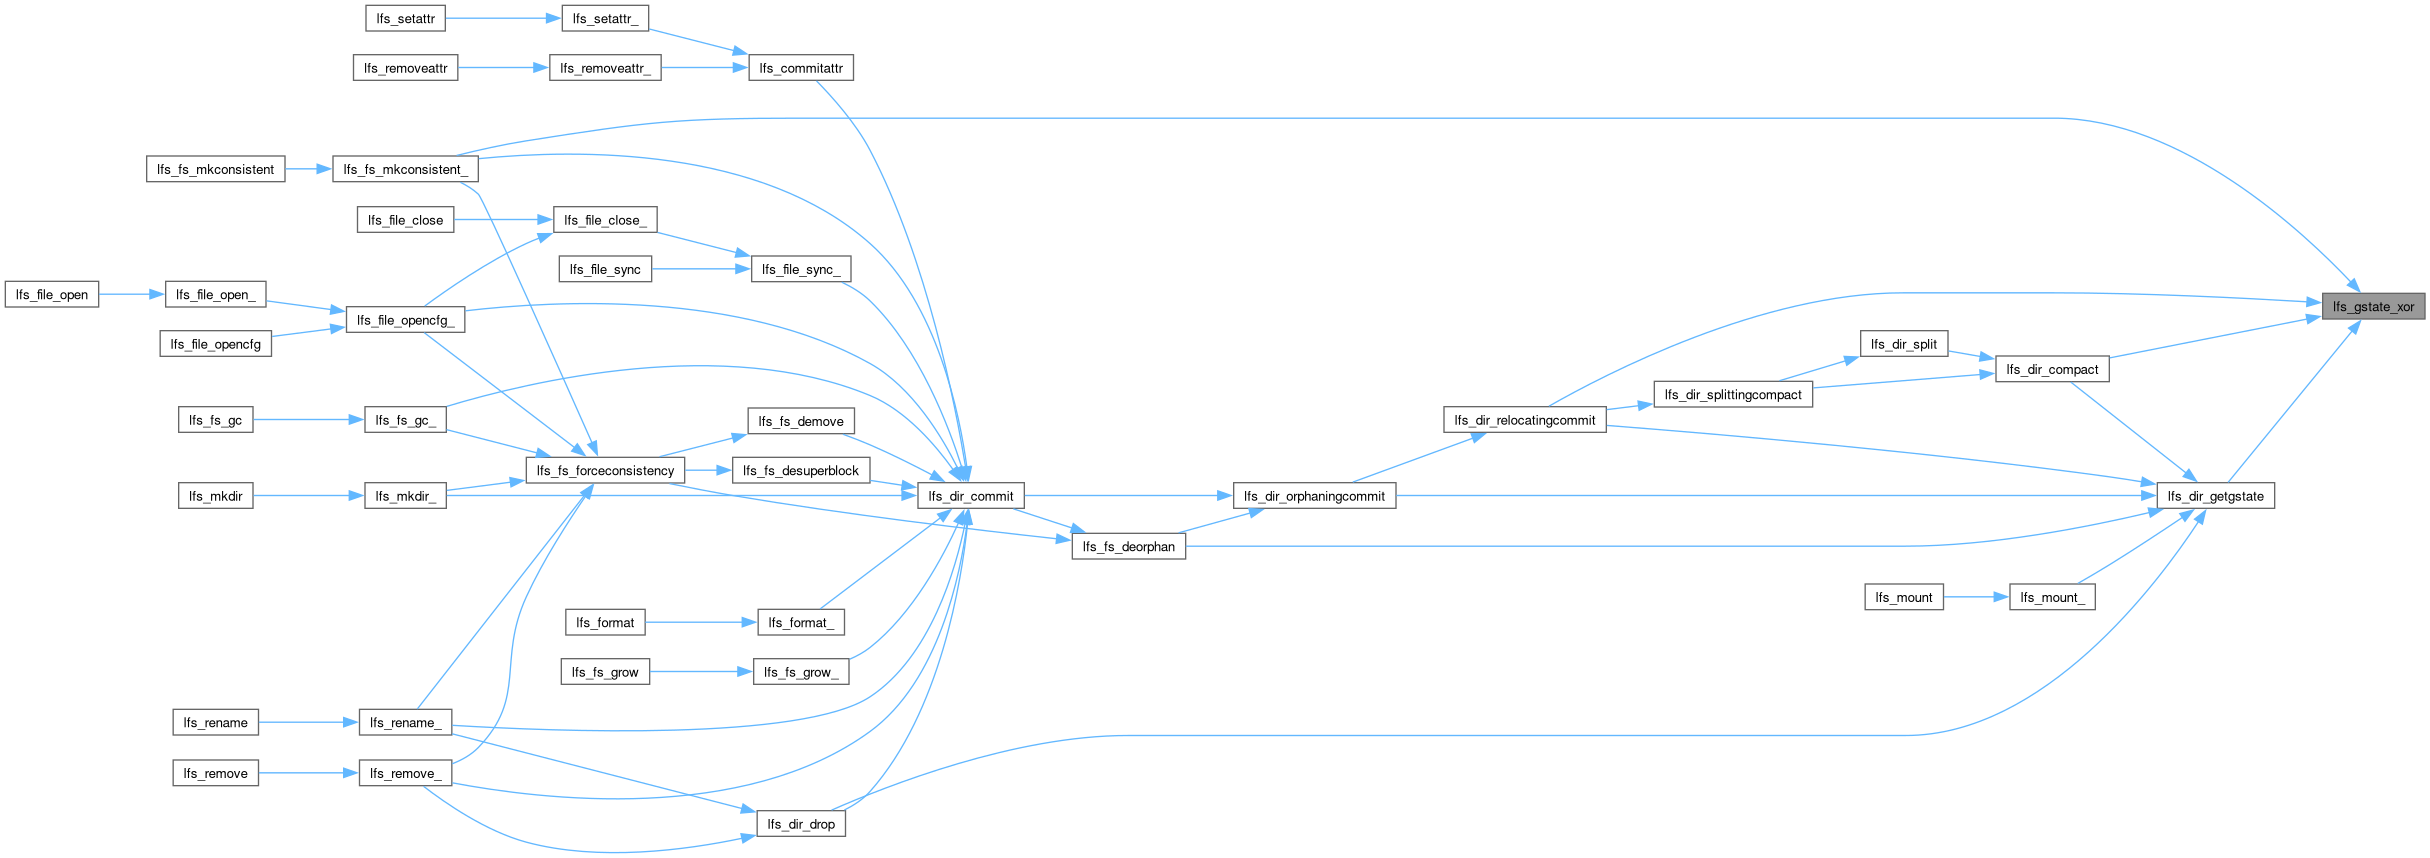 lfs_setattr
lfs_setattr_
lfs_removeattr
lfs_removeattr_
lfs_commitattr
lfs_fs_mkconsistent
lfs_fs_mkconsistent_
lfs_file_close
lfs_file_close_
lfs_file_sync
lfs_file_sync_
lfs_file_open
lfs_file_open_
lfs_file_opencfg_
lfs_file_opencfg
lfs_gstate_xor
lfs_dir_split
lfs_dir_compact
lfs_dir_splittingcompact
lfs_dir_relocatingcommit
lfs_fs_gc
lfs_fs_gc_
lfs_fs_demove
lfs_fs_forceconsistency
lfs_fs_desuperblock
lfs_mkdir
lfs_mkdir_
lfs_dir_commit
lfs_dir_orphaningcommit
lfs_dir_getgstate
lfs_fs_deorphan
lfs_mount
lfs_mount_
lfs_format
lfs_format_
lfs_fs_grow
lfs_fs_grow_
lfs_rename
lfs_rename_
lfs_remove
lfs_remove_
lfs_dir_drop